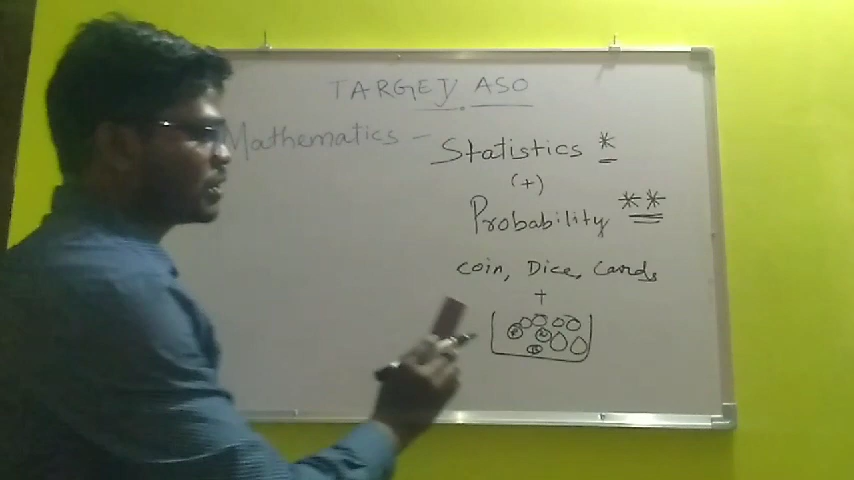 TARGET ASO
Mathematics - Statistics *
(+)
Probability **
coin, Dice, Cards
+